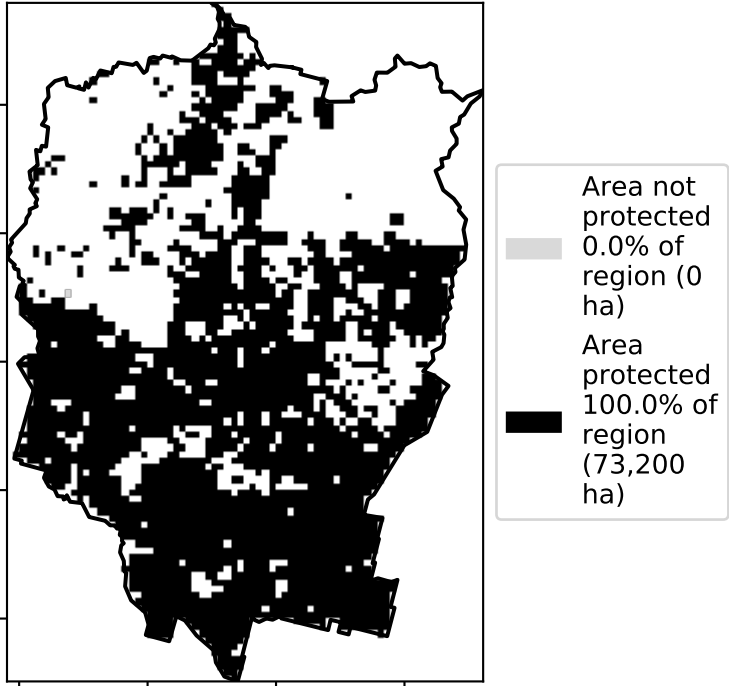 Area not
protected
0.0% of
region (0
ha)
Area
protected
100.0% of
region
(73,200
ha)